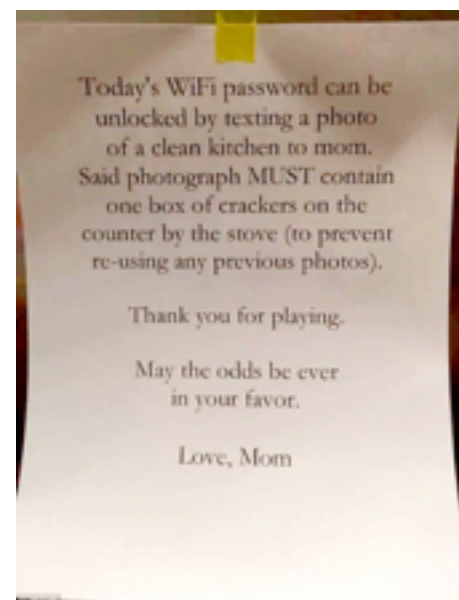 Today's WiFi password can be
unlocked by texting a photo
of a clean kitchen to mom.
Said photograph MUST contain
one box of crackers on the
counter by the stove (to prevent
re-using any previous photos).
Thank you for playing.
May the odds be ever
in your favor.
Love, Mom